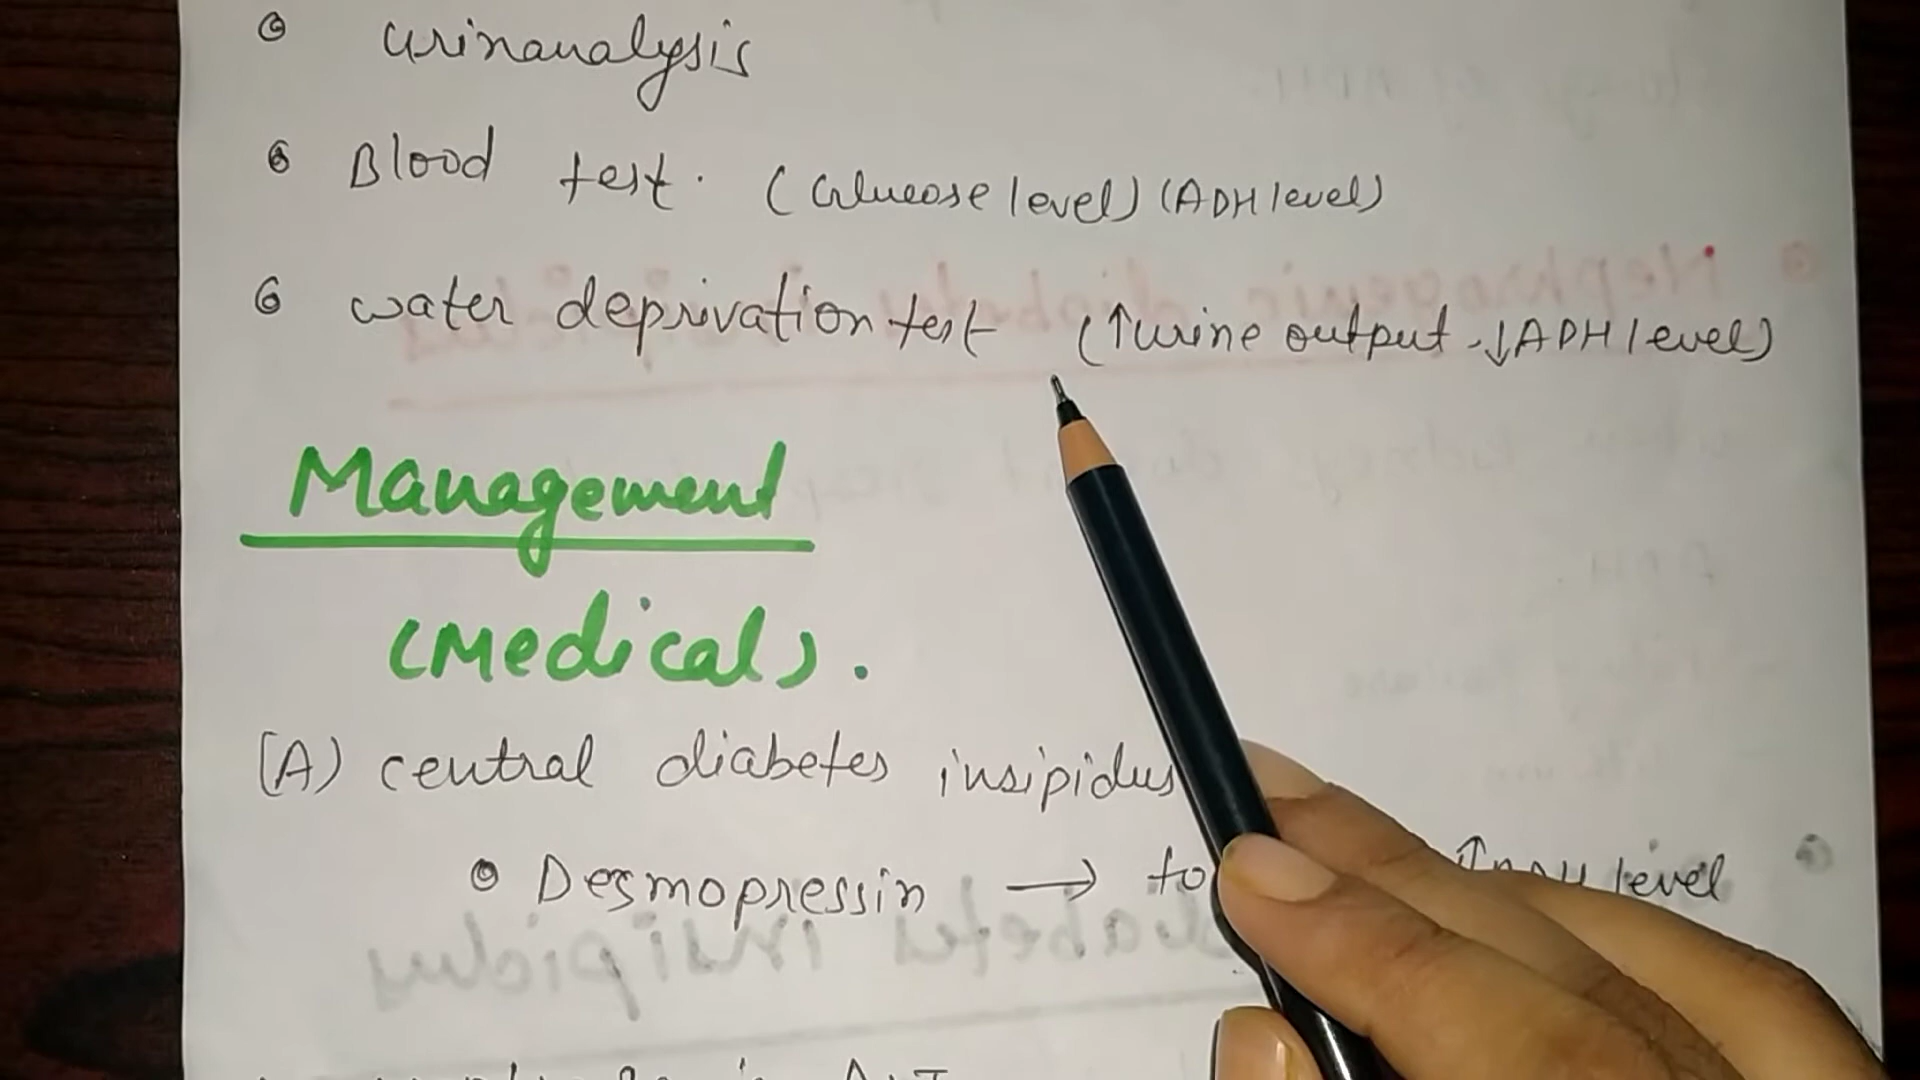 urinanalysis
Blood test. (Glucose level) (ADH level)
water deprivation test (↑urine output ↓ADH level)
Management
(Medical).
(A) central diabetes insipidus
Desmopressin → to level